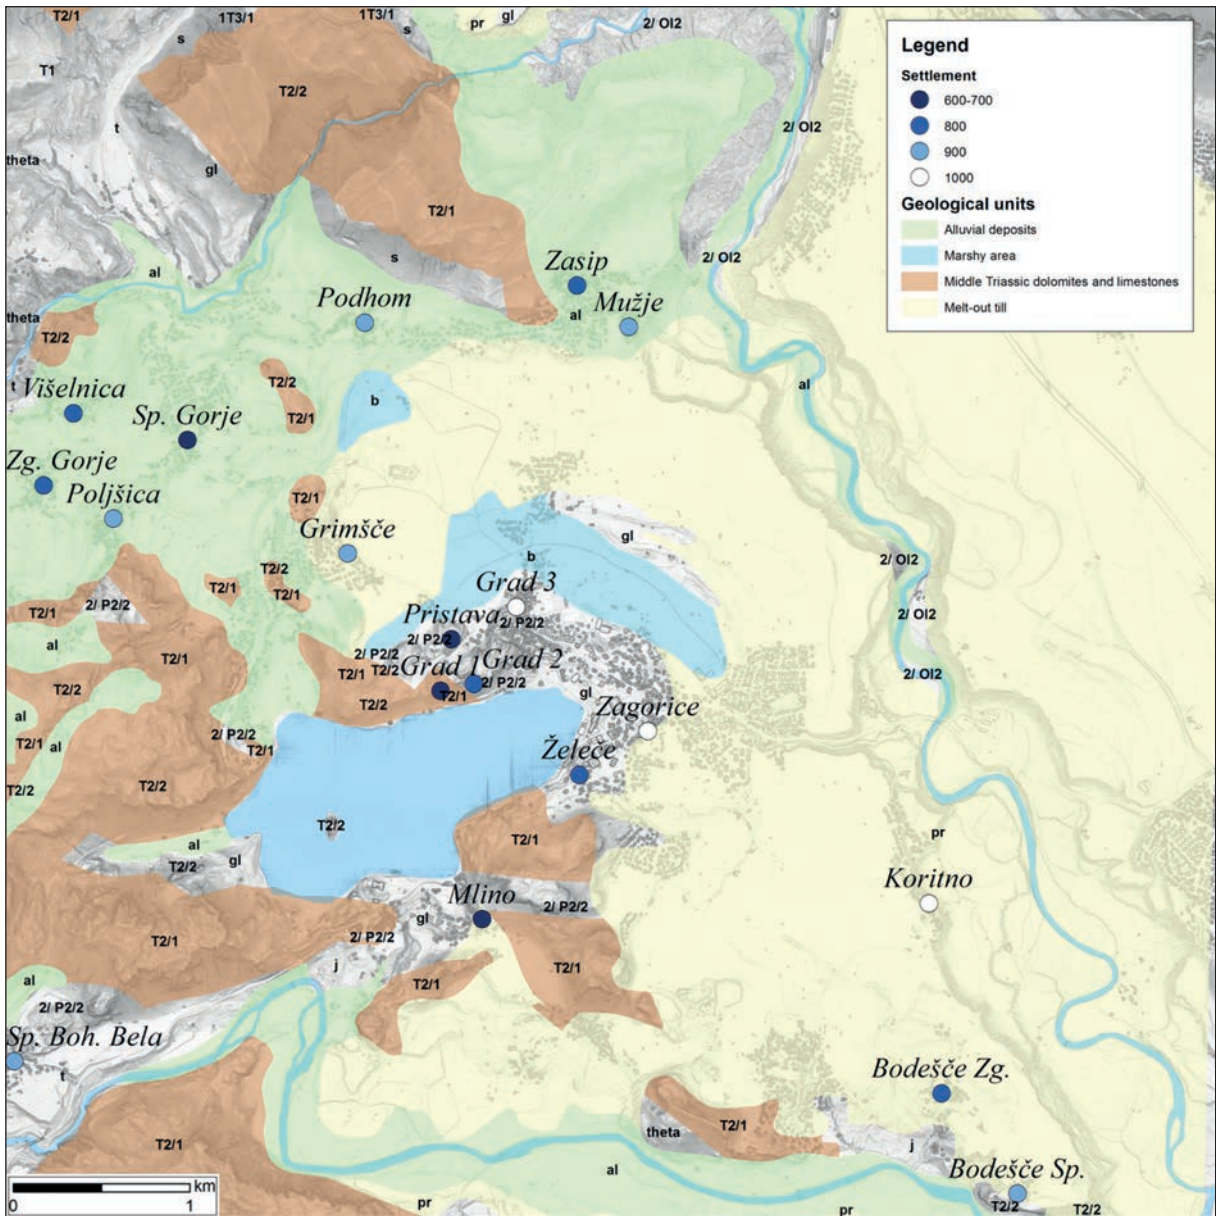 T2/1
1T3/1
1T3/1
pr
gl
2/ Ol2
s
s
T1
T2/2
t
2/ Ol2
theta
gl
T2/1
s
2/ Ol2
al
Zasip
Podhom
Mužje
al
theta
T2/2
al
t
Višelnica
T2/2
b
T2/1
Sp. Gorje
Zg. Gorje
Poljšica
T2/1
Grimšče
gl
b
2/ Ol2
T2/2
Grad 3
T2/1
T2/1
T2/1
2/ P2/2
Pristava
2/ P2/2
2/ Ol2
2/ P2/2
al
2/ P2/2
T2/1
T2/1
T2/2
Grad 1
Grad 2
2/ P2/2
2/ Ol2
T2/2
T2/1
gl
T2/2
Zagorice
al
2/ P2/2
T2/1
al
T2/1
Želeče
T2/2
T2/2
T2/2
T2/1
pr
al
gl
T2/2
Koritno
Mlino
2/ P2/2
gl
T2/1
2/ P2/2
j
T2/1
T2/1
al
2/ P2/2
Sp. Boh. Bela
t
Bodešče Zg.
T2/1
theta
T2/1
j
al
Bodešče Sp.
pr
pr
T2/2
T2/2
km
0
1
Legend
Settlement
600-700
800
900
1000
Geological units
Alluvial deposits
Marshy area
Middle Triassic dolomites and limestones
Melt-out till